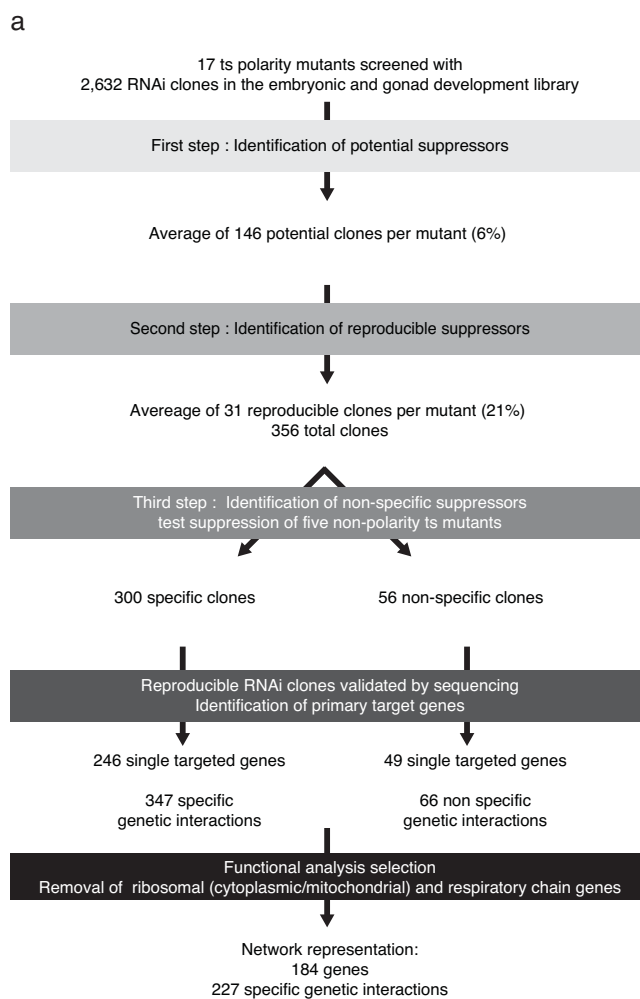 a
17 ts polarity mutants screened with
2,632 RNAi clones in the embryonic and gonad development library
First step : Identification of potential suppressors
Average of 146 potential clones per mutant (6%)
Second step : Identification of reproducible suppressors
Avereage of 31 reproducible clones per mutant (21%)
356 total clones
Third step : Identification of non-specific suppressors
test suppression of five non-polarity ts mutants
300 specific clones
56 non-specific clones
Reproducible RNAi clones validated by sequencing
Identification of primary target genes
246 single targeted genes
347 specific
genetic interactions
49 single targeted genes
66 non specific
genetic interactions
Functional analysis selection
Removal of ribosomal (cytoplasmic/mitochondrial) and respiratory chain genes
Network representation:
184 genes
227 specific genetic interactions